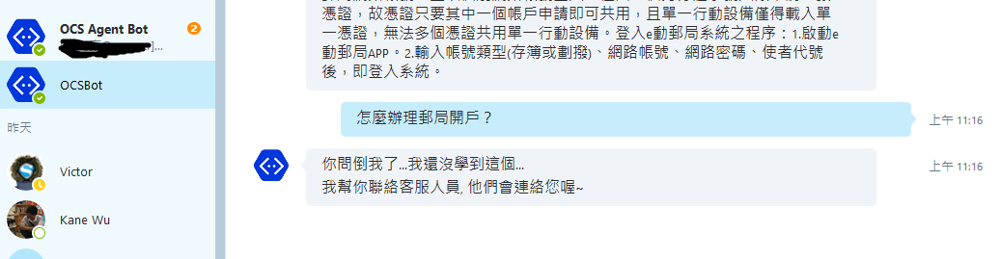 OCS Agent Bot
2
]...
OCSBot
昨天
Victor
Kane Wu
憑證，故憑證只要其中一個帳戶申請即可共用，且單一行動設備僅得載入單
一憑證，無法多個憑證共用單一行動設備。登入e動郵局系統之程序：1.啟動e
動郵局APP。2.輸入帳號類型(存簿或劃撥)、網路帳號、網路密碼、使者代號
後，即登入系統。
怎麼辦理郵局開戶？
上午 11:16
你問倒我了...我還沒學到這個...
我幫你聯絡客服人員, 他們會連絡您喔~
上午 11:16